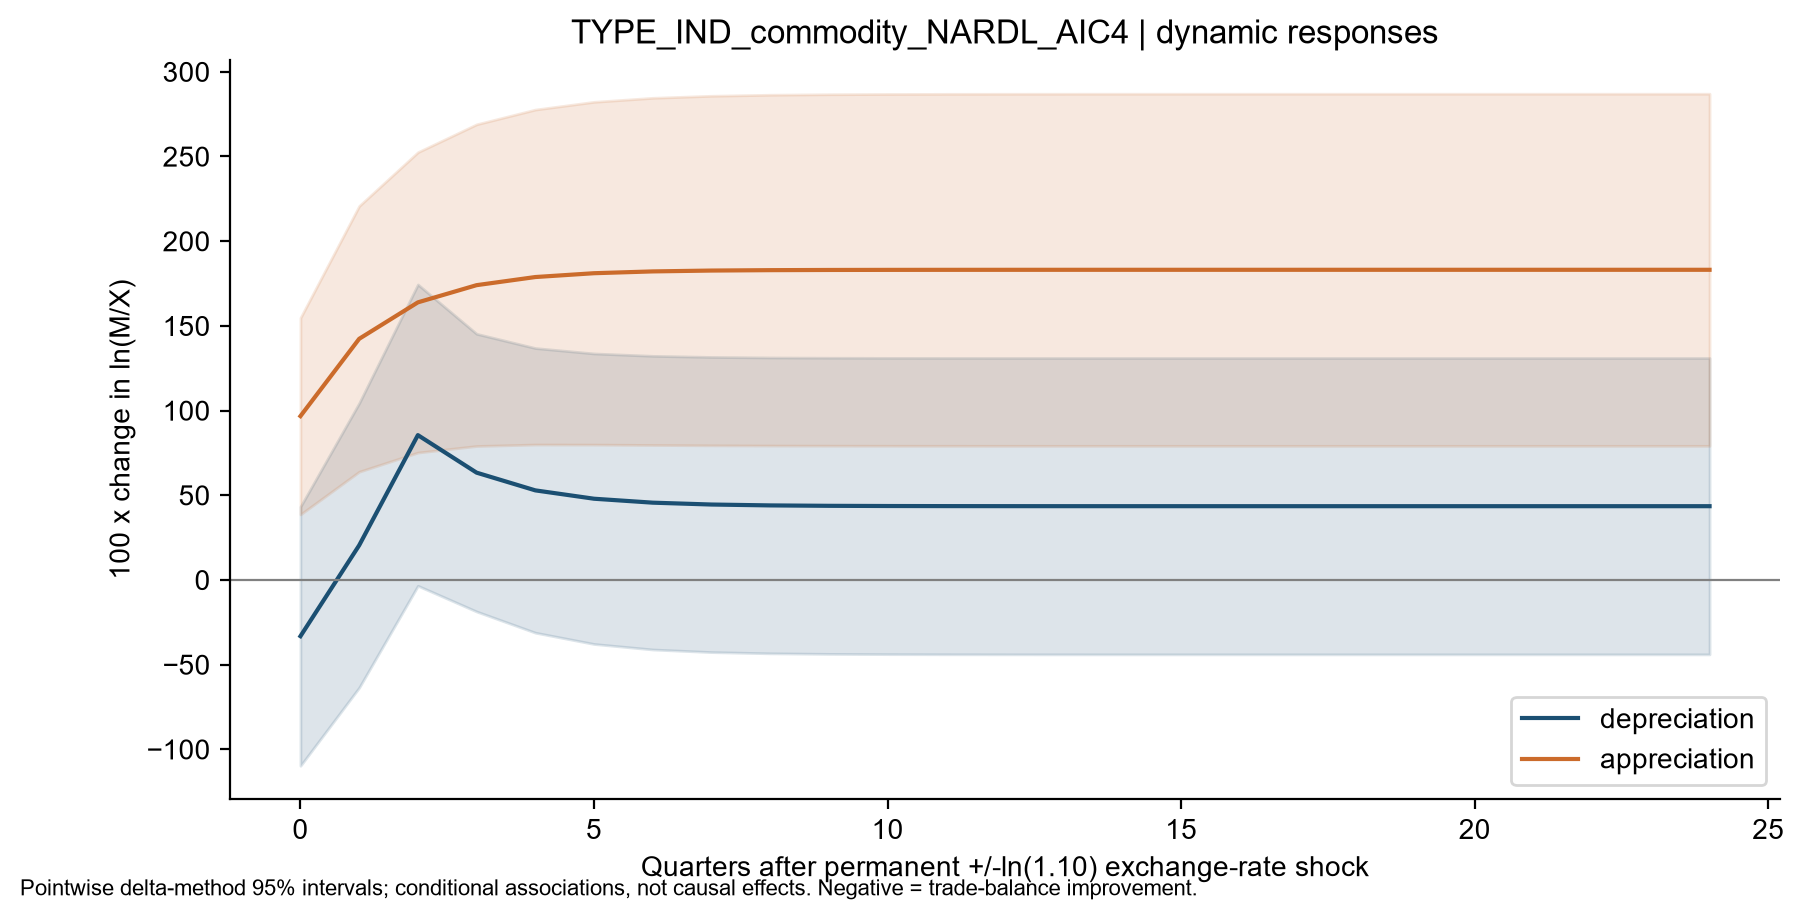 TYPE_IND_commodity_NARDL_AIC4 | dynamic responses
100 x change in ln(M/X)
300
250
200
150
100
50
0
−50
−100
depreciation
appreciation
0 5 10 15 20 25
Quarters after permanent +/-ln(1.10) exchange-rate shock
Pointwise delta-method 95% intervals; conditional associations, not causal effects. Negative = trade-balance improvement.